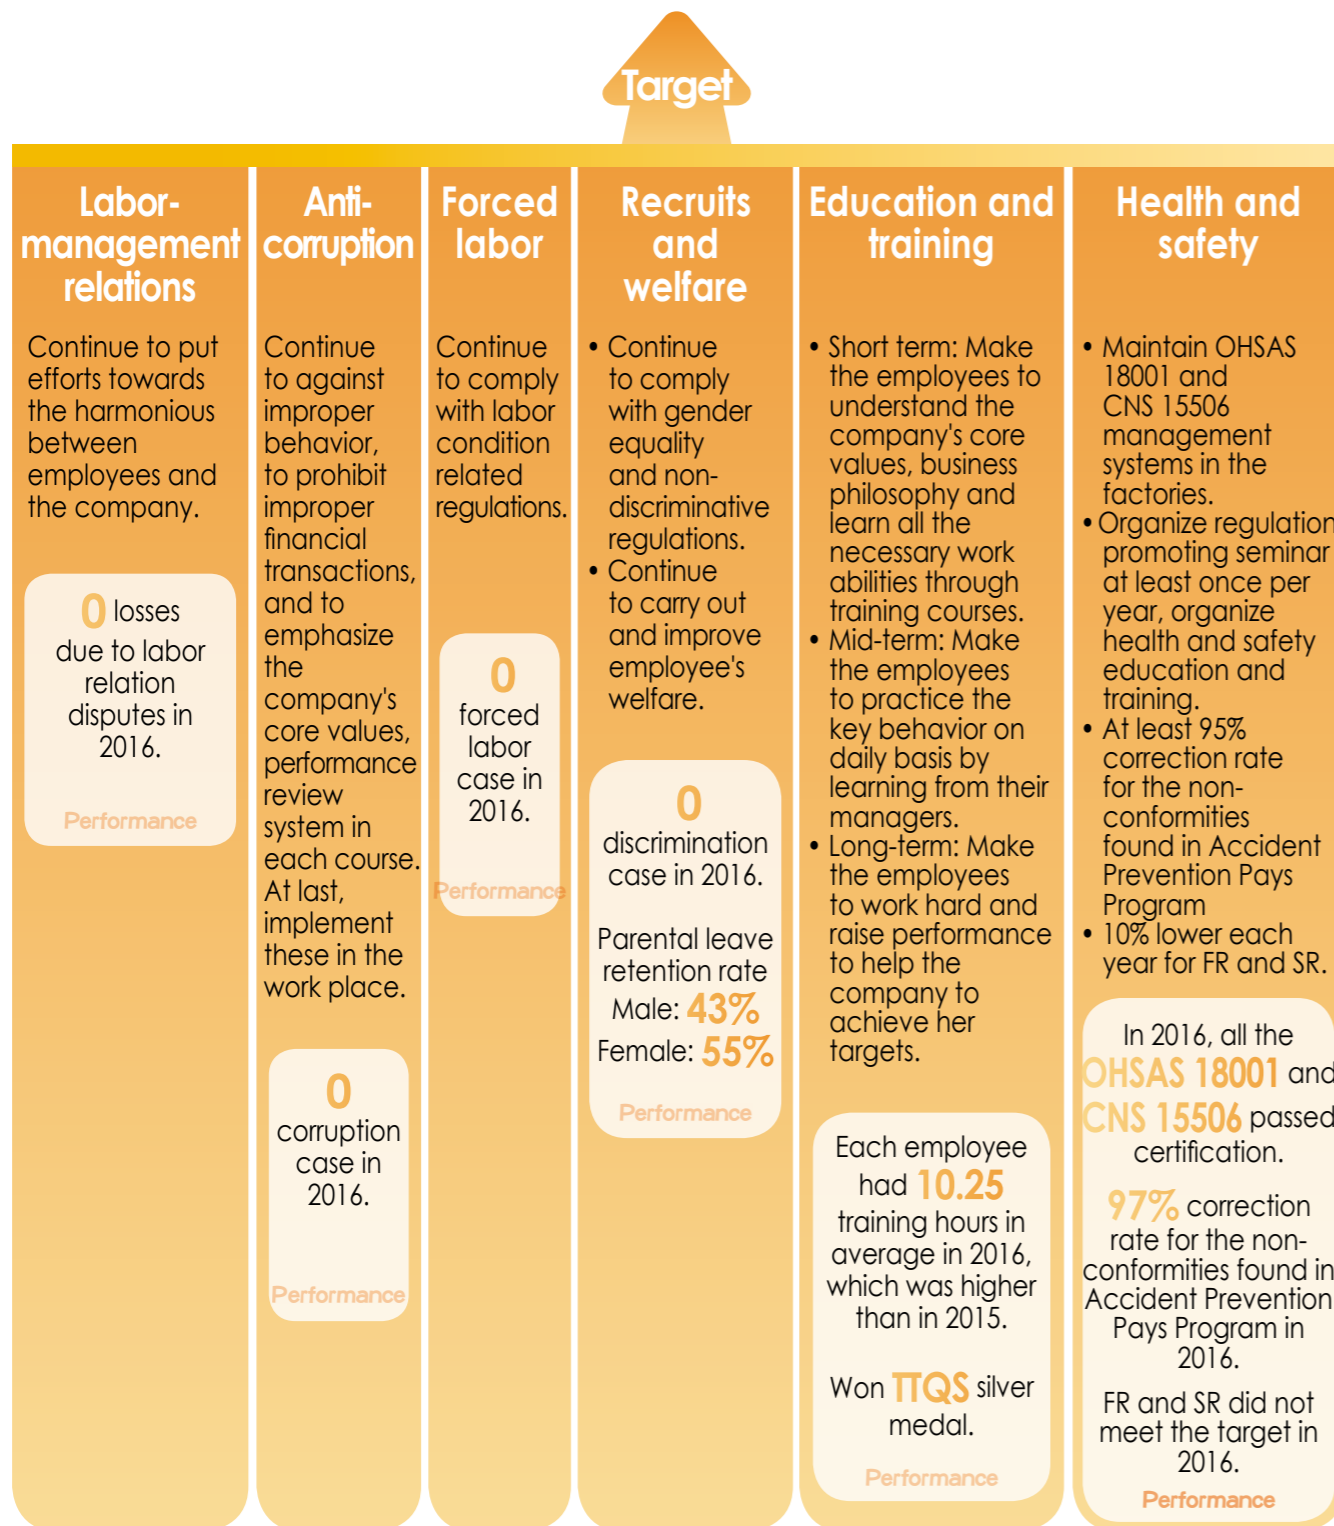 Target
Labor-
management
relations
Continue to put
efforts towards
the harmonious
between
employees and
the company.
0 losses
due to labor
relation
disputes in
2016.
Performance
Anti-
corruption
Continue
to against
improper
behavior,
to prohibit
improper
financial
transactions,
and to
emphasize
the
company's
core values,
performance
review
system in
each course.
At last,
implement
these in the
work place.
0
corruption
case in
2016.
Performance
Forced
labor
Continue
to comply
with labor
condition
related
regulations.
0
forced
labor
case in
2016.
Performance
Recruits
and
welfare
• Continue
to comply
with gender
equality
and non-
discriminative
regulations.
• Continue
to carry out
and improve
employee's
welfare.
0
discrimination
case in 2016.
Parental leave
retention rate
Male: 43%
Female: 55%
Performance
Education and
training
• Short term: Make
the employees to
understand the
company's core
values, business
philosophy and
learn all the
necessary work
abilities through
training courses.
• Mid-term: Make
the employees
to practice the
key behavior on
daily basis by
learning from their
managers.
• Long-term: Make
the employees
to work hard and
raise performance
to help the
company to
achieve her
targets.
Each employee
had 10.25
training hours in
average in 2016,
which was higher
than in 2015.
Won TTQS silver
medal.
Performance
Health and
safety
• Maintain OHSAS
18001 and
CNS 15506
management
systems in the
factories.
• Organize regulation
promoting seminar
at least once per
year, organize
health and safety
education and
training.
• At least 95%
correction rate
for the non-
conformities
found in Accident
Prevention Pays
Program
• 10% lower each
year for FR and SR.
In 2016, all the
OHSAS 18001 and
CNS 15506 passed
certification.
97% correction
rate for the non-
conformities found in
Accident Prevention
Pays Program in
2016.
FR and SR did not
meet the target in
2016.
Performance